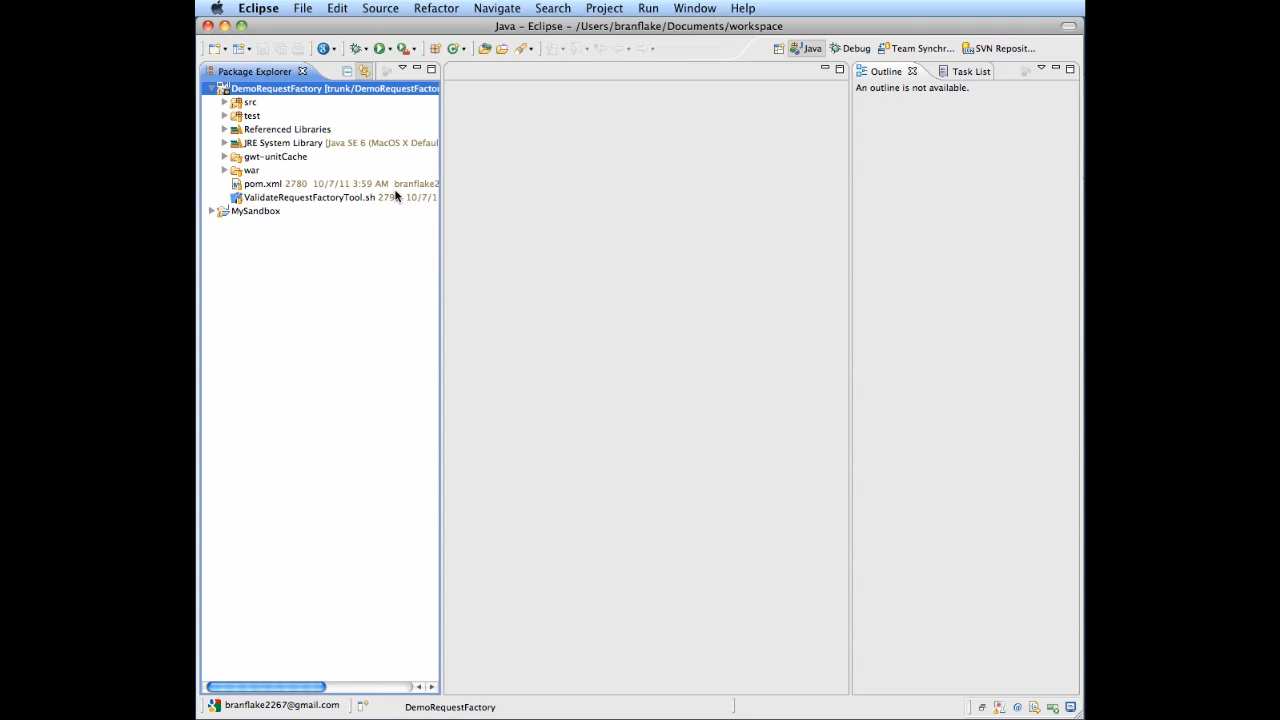 Eclipse File Edit Source Refactor Navigate Search Project Run Window Help
Java - Eclipse - /Users/branflake/Documents/workspace
Java Debug Team Synchr... SVN Reposit...
Package Explorer
Outline Task List
DemoRequestFactory [trunk/DemoRequestFacto
An outline is not available.
src
test
Referenced Libraries
JRE System Library [Java SE 6 (MacOS X Defaul
gwt-unitCache
war
pom.xml 2780 10/7/11 3:59 AM branflake2
ValidateRequestFactoryTool.sh 10/7/1
MySandbox
branflake2267@gmail.com DemoRequestFactory